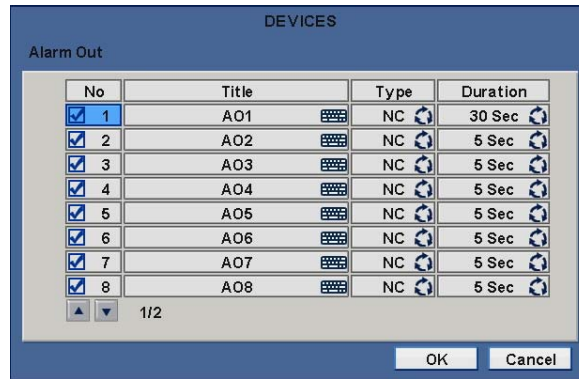 DEVICES
Alarm Out
No Title Type Duration
1 AO1 NC 30 Sec
2 AO2 NC 5 Sec
3 AO3 NC 5 Sec
4 AO4 NC 5 Sec
5 AO5 NC 5 Sec
6 AO6 NC 5 Sec
7 AO7 NC 5 Sec
8 AO8 NC 5 Sec
1/2
OK Cancel